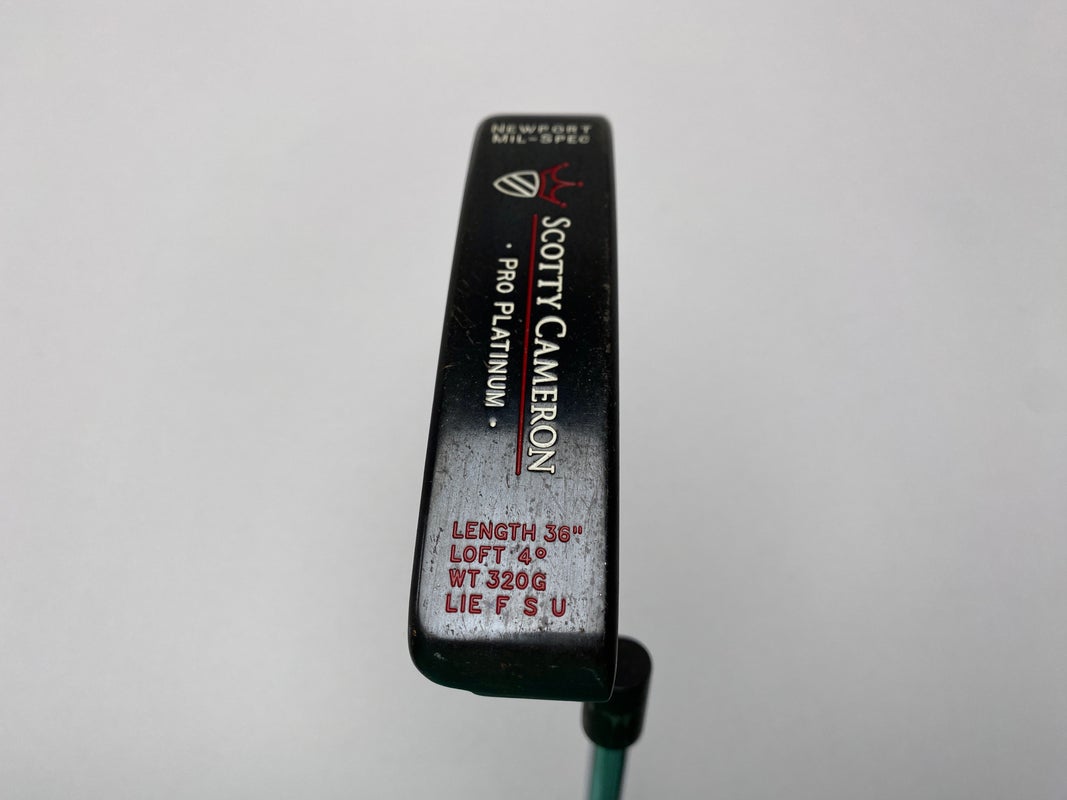 NEWPORT
MIL-SPEC
SCOTTY CAMERON
· PRO PLATINUM ·
LENGTH 36"
LOFT 4°
WT 320G
LIE F S U